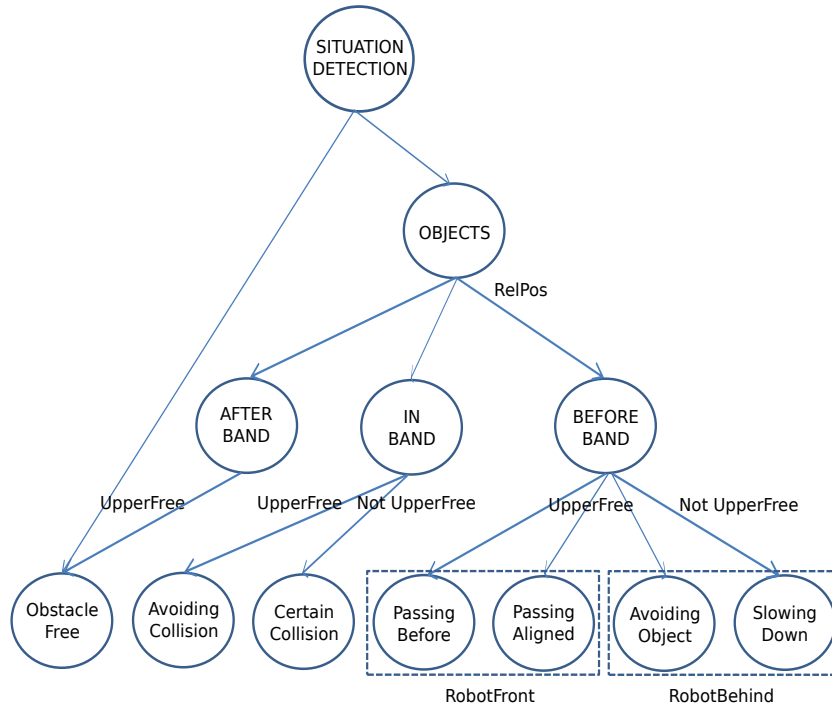 SITUATION
DETECTION
OBJECTS
RelPos
AFTER
BAND
IN
BAND
BEFORE
BAND
UpperFree
UpperFree
Not UpperFree
UpperFree
Not UpperFree
Obstacle
Free
Avoiding
Collision
Certain
Collision
Passing
Before
Passing
Aligned
Avoiding
Object
Slowing
Down
RobotFront
RobotBehind